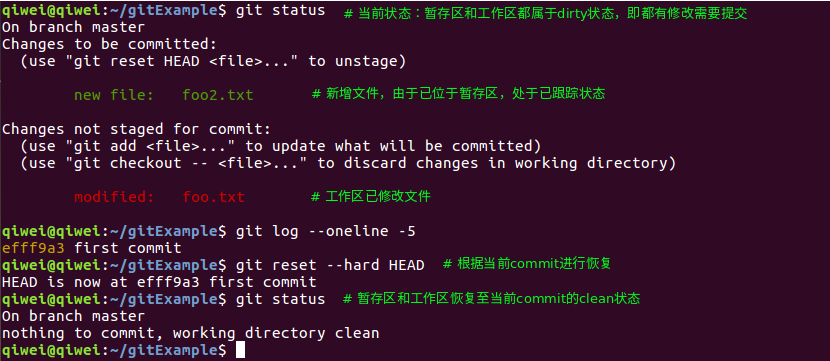 qiwei@qiwei:~/gitExample$ git status # 当前状态：暂存区和工作区都属于dirty状态，即都有修改需要提交
On branch master
Changes to be committed:
(use "git reset HEAD <file>..." to unstage)
new file: foo2.txt # 新增文件，由于已位于暂存区，处于已跟踪状态
Changes not staged for commit:
(use "git add <file>..." to update what will be committed)
(use "git checkout -- <file>..." to discard changes in working directory)
modified: foo.txt # 工作区已修改文件
qiwei@qiwei:~/gitExample$ git log --oneline -5
efff9a3 first commit
qiwei@qiwei:~/gitExample$ git reset --hard HEAD # 根据当前commit进行恢复
HEAD is now at efff9a3 first commit
qiwei@qiwei:~/gitExample$ git status # 暂存区和工作区恢复至当前commit的clean状态
On branch master
nothing to commit, working directory clean
qiwei@qiwei:~/gitExample$